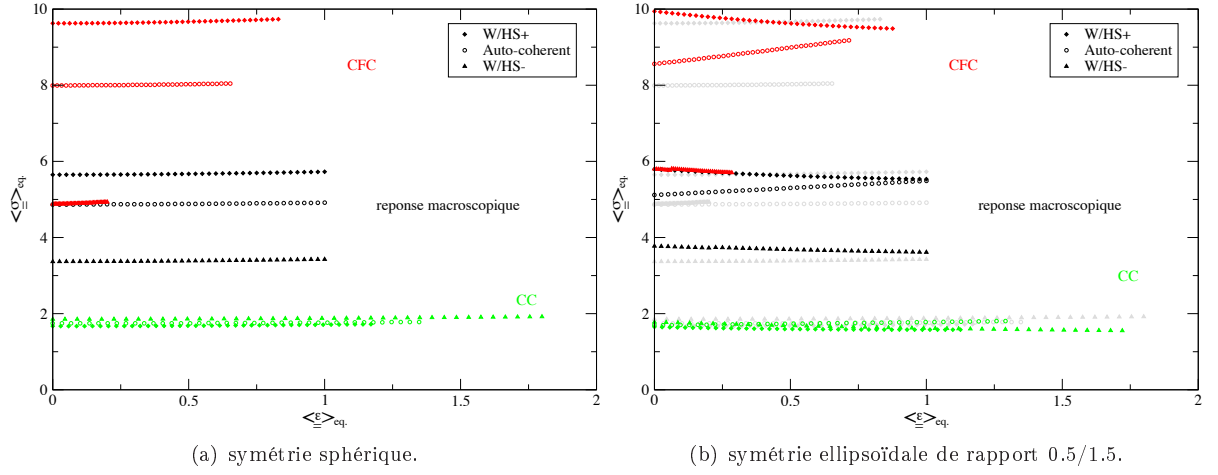 10
8
6
4
2
0
<σ>eq.
W/HS+
Auto-coherent
W/HS-
CFC
reponse macroscopique
CC
0
0.5
1
1.5
2
<ε>eq.
(a) symétrie sphérique.
10
8
6
4
2
0
<σ>eq.
W/HS+
Auto-coherent
W/HS-
CFC
reponse macroscopique
CC
0
0.5
1
1.5
2
<ε>eq.
(b) symétrie ellipsoïdale de rapport 0.5/1.5.